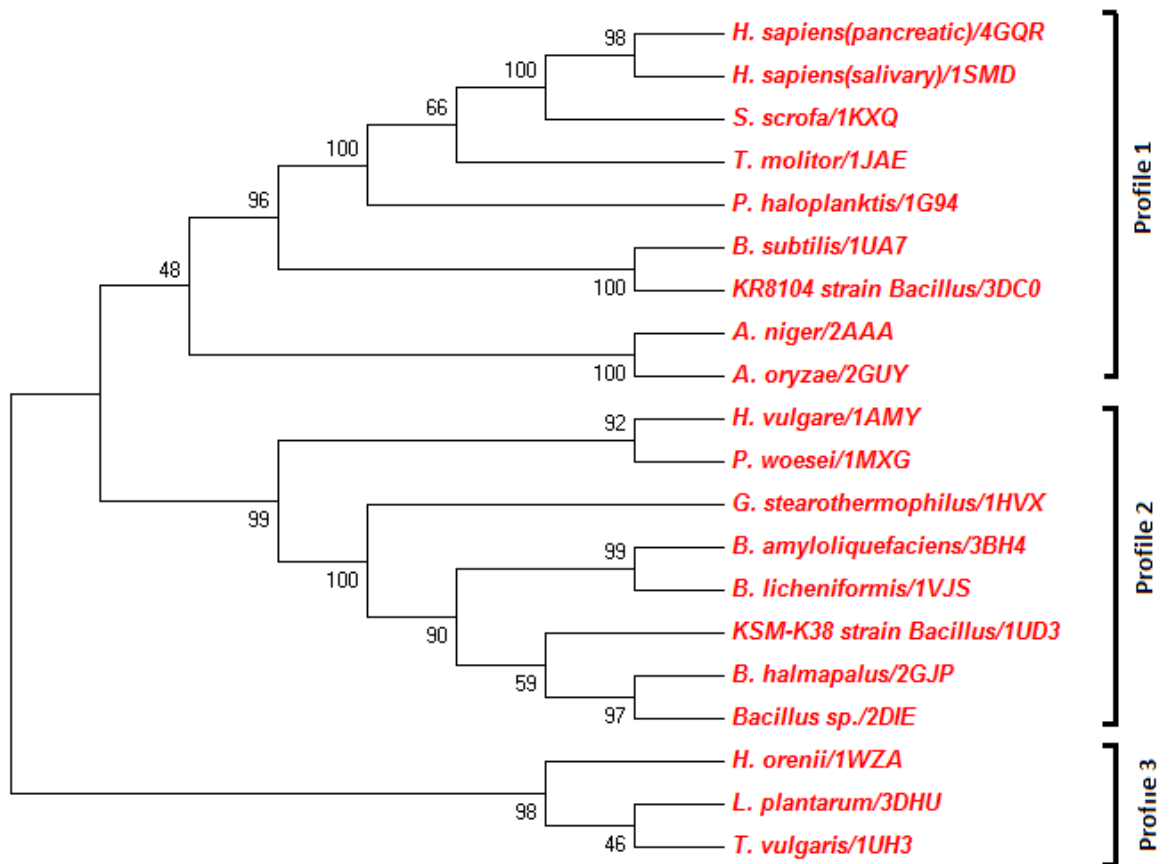 98
H. sapiens(pancreatic)/4GQR
100
H. sapiens(salivary)/1SMD
66
S. scrofa/1KXQ
100
T. molitor/1JAE
96
P. haloplanktis/1G94
48
B. subtilis/1UA7
100
KR8104 strain Bacillus/3DC0
A. niger/2AAA
100
A. oryzae/2GUY
Profile 1
92
H. vulgare/1AMY
P. woesei/1MXG
99
G. stearothermophilus/1HVX
100
99
B. amyloliquefaciens/3BH4
B. licheniformis/1VJS
90
KSM-K38 strain Bacillus/1UD3
59
B. halmapalus/2GJP
97
Bacillus sp./2DIE
Profile 2
H. orenii/1WZA
98
L. plantarum/3DHU
46
T. vulgaris/1UH3
Profile 3